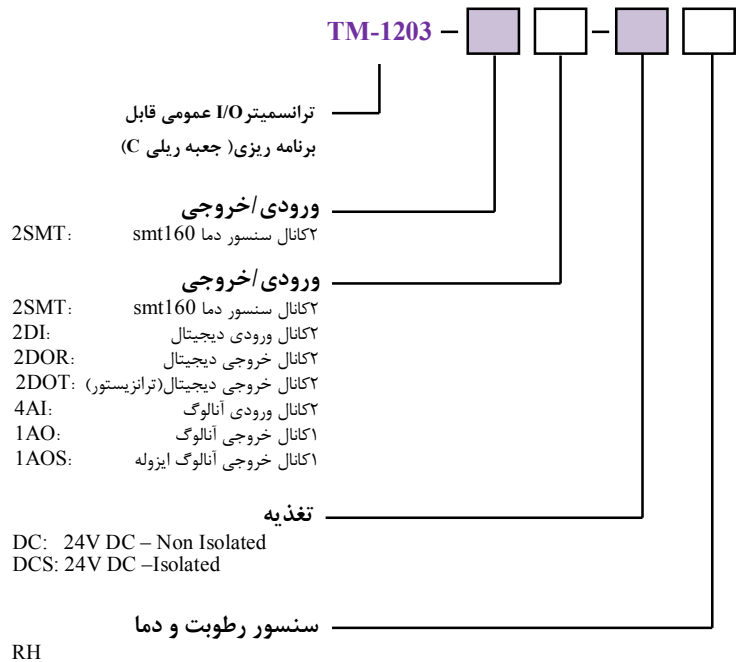 TM-1203 – –
ترانسمیتر I/O عمومی قابل
برنامه ریزی( جعبه ریلی C)
ورودی/خروجی
2SMT: ۲کانال سنسور دما smt160
ورودی/خروجی
2SMT: ۲کانال سنسور دما smt160
2DI: ۲کانال ورودی دیجیتال
2DOR: ۲کانال خروجی دیجیتال
2DOT: ۲کانال خروجی دیجیتال(ترانزیستور)
4AI: ۲کانال ورودی آنالوگ
1AO: ۱کانال خروجی آنالوگ
1AOS: ۱کانال خروجی آنالوگ ایزوله
تغذیه
DC: 24V DC – Non Isolated
DCS: 24V DC –Isolated
سنسور رطوبت و دما
RH